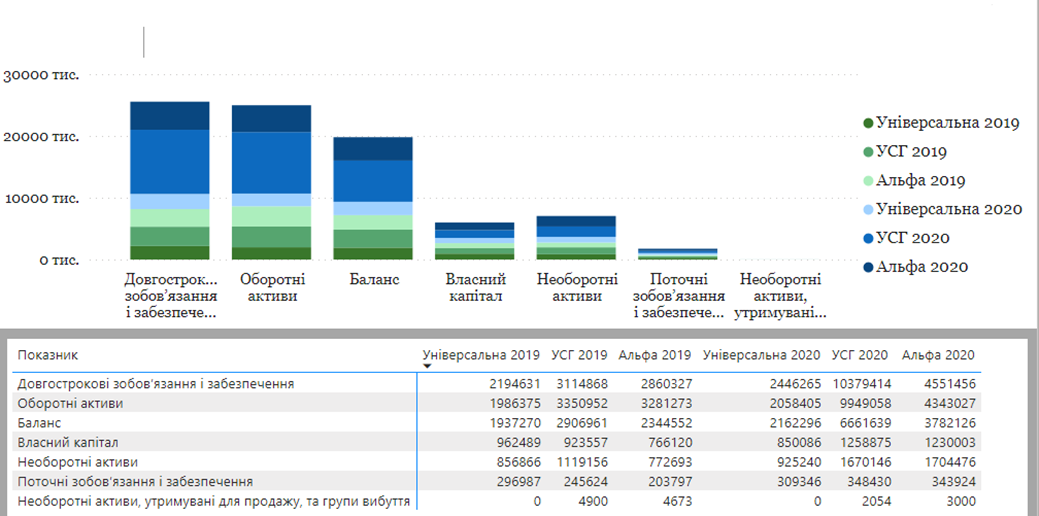 30000 тис.
20000 тис.
10000 тис.
0 тис.
Довгострок...
зобов'язання
і забезпече...
Оборотні
активи
Баланс
Власний
капітал
Необоротні
активи
Поточні
зобов'язання
і забезпече...
Необоротні
активи,
утримувані...
Універсальна 2019
УСГ 2019
Альфа 2019
Універсальна 2020
УСГ 2020
Альфа 2020
Показник Універсальна 2019 УСГ 2019 Альфа 2019 Універсальна 2020 УСГ 2020 Альфа 2020
Довгострокові зобов'язання і забезпечення 2194631 3114868 2860327 2446265 10379414 4551456
Оборотні активи 1986375 3350952 3281273 2058405 9949058 4343027
Баланс 1937270 2906961 2344552 2162296 6661639 3782126
Власний капітал 962489 923557 766120 850086 1258875 1230003
Необоротні активи 856866 1119156 772693 925240 1670146 1704476
Поточні зобов'язання і забезпечення 296987 245624 203797 309346 348430 343924
Необоротні активи, утримувані для продажу, та групи вибуття 0 4900 4673 0 2054 3000